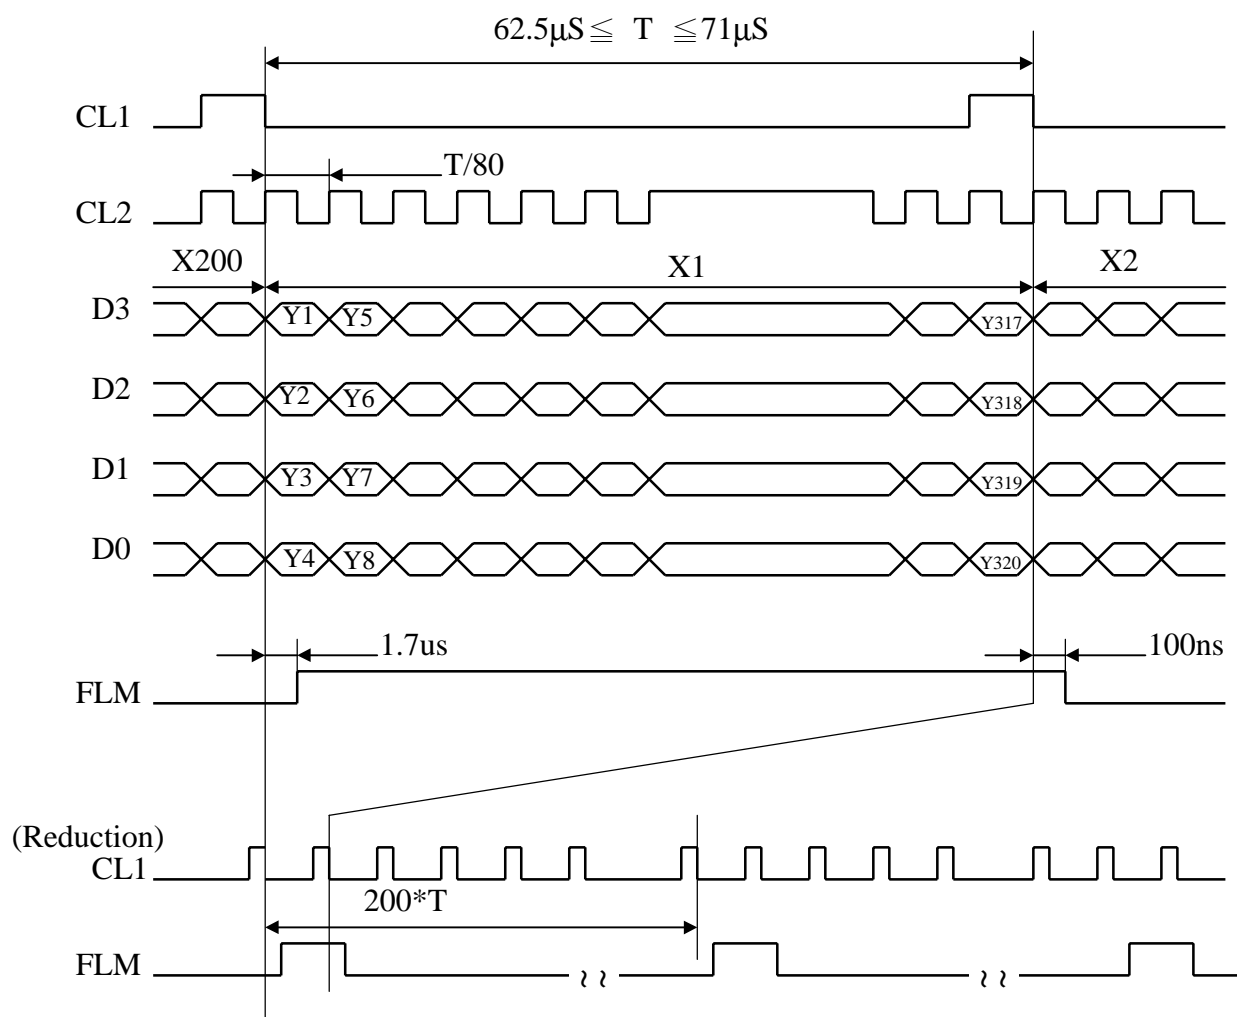 62.5μS≦ T ≦71μS
CL1
T/80
CL2
X200 X1 X2
D3 Y1 Y5 Y317
D2 Y2 Y6 Y318
D1 Y3 Y7 Y319
D0 Y4 Y8 Y320
1.7us 100ns
FLM
(Reduction)
CL1
200*T
FLM